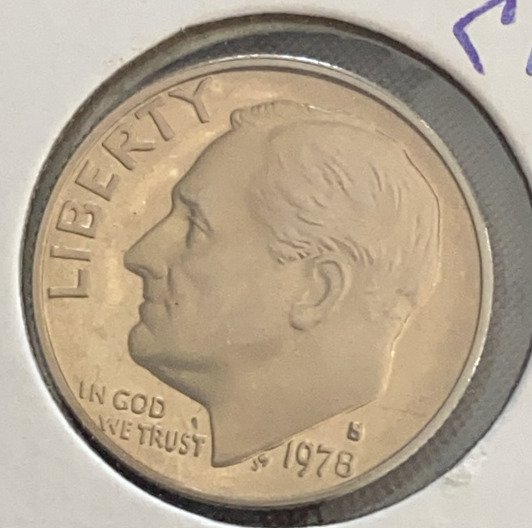 LIBERTY
IN GOD
WE TRUST
JS
1978
S